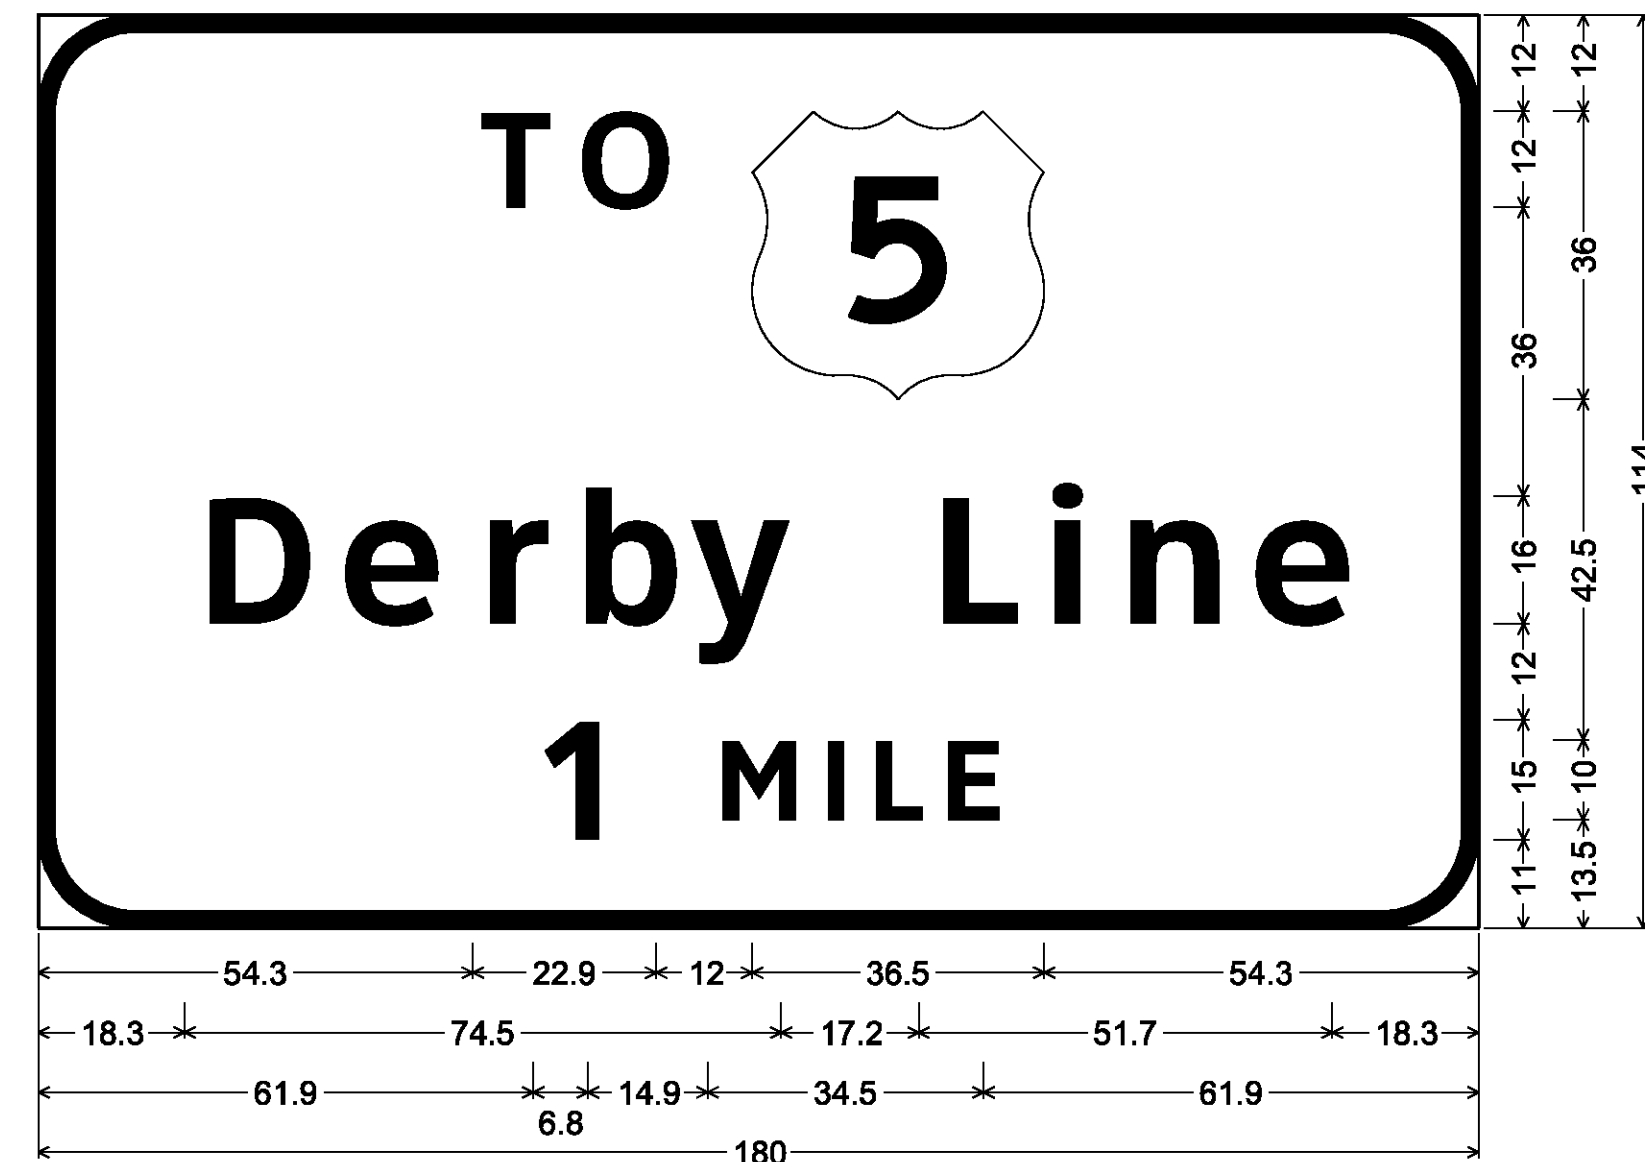 TO 5
Derby Line
1 MILE
12 12 36 16 12 15 11
12 36 42.5 10 13.5
114
54.3 22.9 12 36.5 54.3
18.3 74.5 17.2 51.7 18.3
61.9 6.8 14.9 34.5 61.9
180